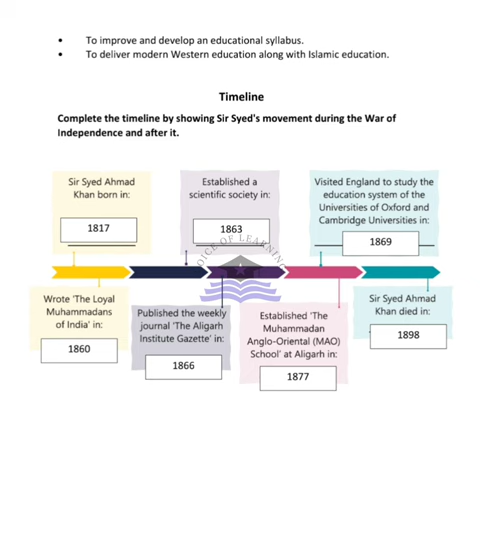 • To improve and develop an educational syllabus.
• To deliver modern Western education along with Islamic education.
Timeline
Complete the timeline by showing Sir Syed's movement during the War of
Independence and after it.
Sir Syed Ahmad
Khan born in:
1817
Established a
scientific society in:
1863
Visited England to study the
education system of the
Universities of Oxford and
Cambridge Universities in:
1869
VOICE OF LEARNING
Wrote ‘The Loyal
Muhammadans
of India’ in:
1860
Published the weekly
journal ‘The Aligarh
Institute Gazette’ in:
1866
Established ‘The
Muhammadan
Anglo-Oriental (MAO)
School’ at Aligarh in:
1877
Sir Syed Ahmad
Khan died in:
1898